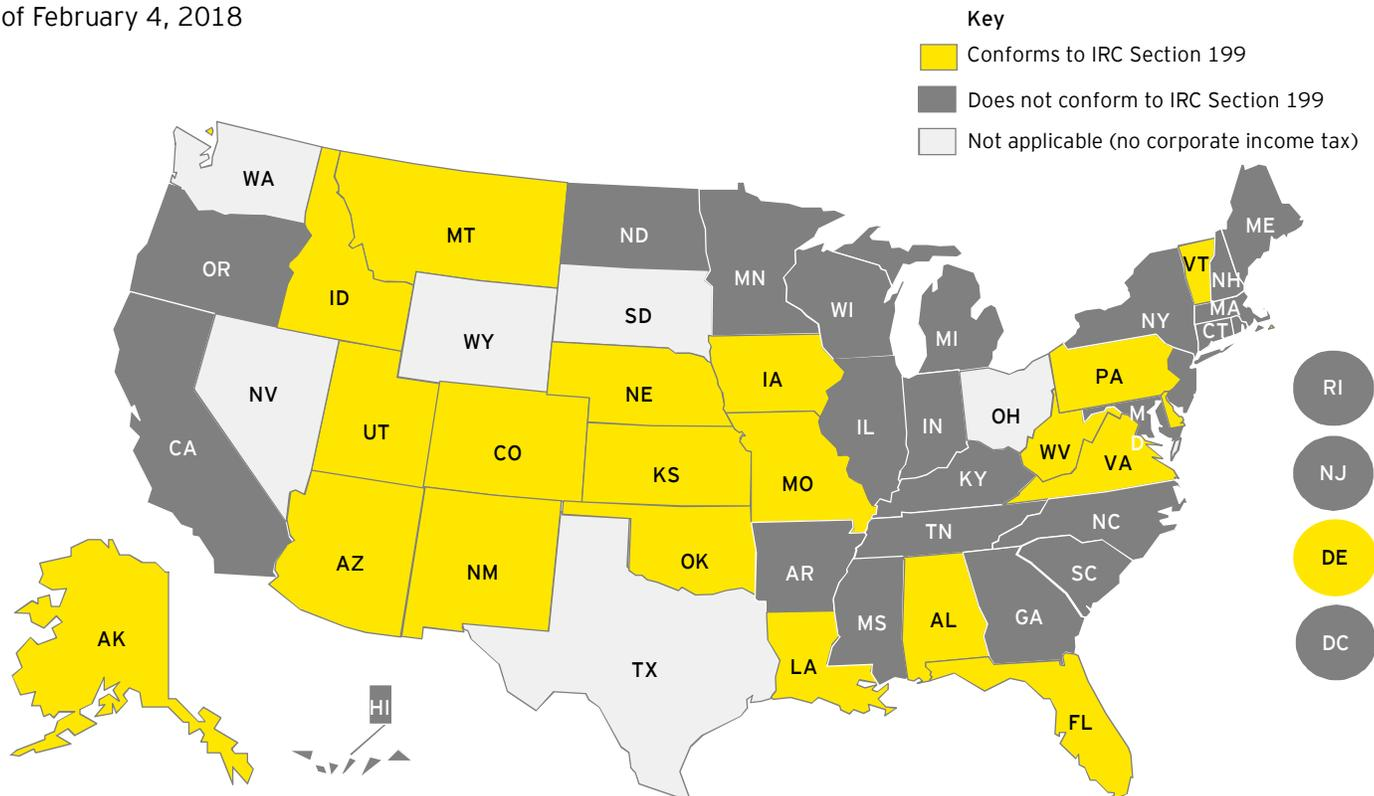 of February 4, 2018
Key
Conforms to IRC Section 199
Does not conform to IRC Section 199
Not applicable (no corporate income tax)
WA
MT
ND
ME
OR
ID
MN
VT
NH
SD
WI
NY
MA
CT
WY
MI
NV
NE
IA
PA
RI
UT
CO
IL
IN
OH
M
D
CA
KS
MO
WV
VA
KY
NJ
AZ
NM
OK
AR
TN
NC
SC
DE
AK
TX
LA
MS
AL
GA
DC
HI
FL